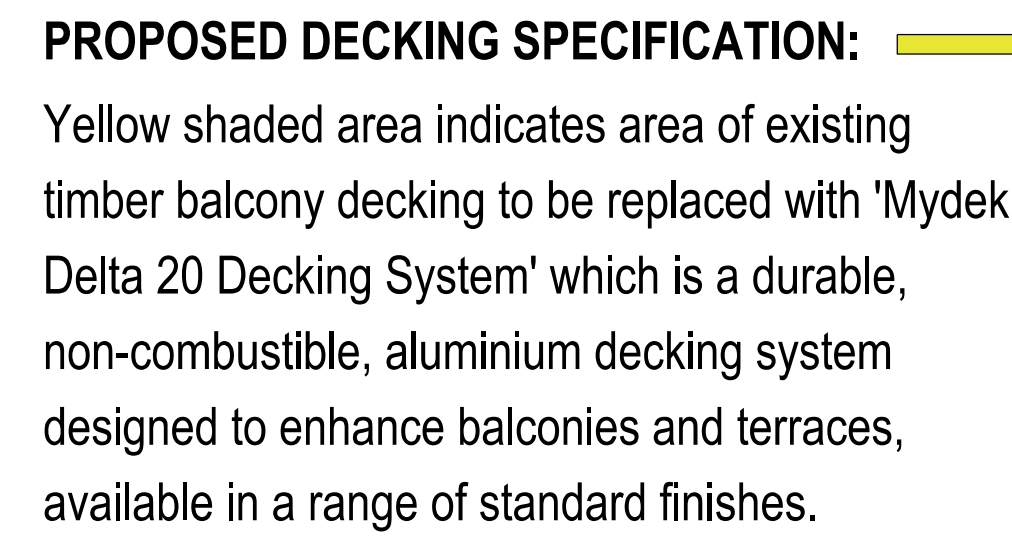 PROPOSED DECKING SPECIFICATION:
Yellow shaded area indicates area of existing
timber balcony decking to be replaced with 'Mydek
Delta 20 Decking System' which is a durable,
non-combustible, aluminium decking system
designed to enhance balconies and terraces,
available in a range of standard finishes.